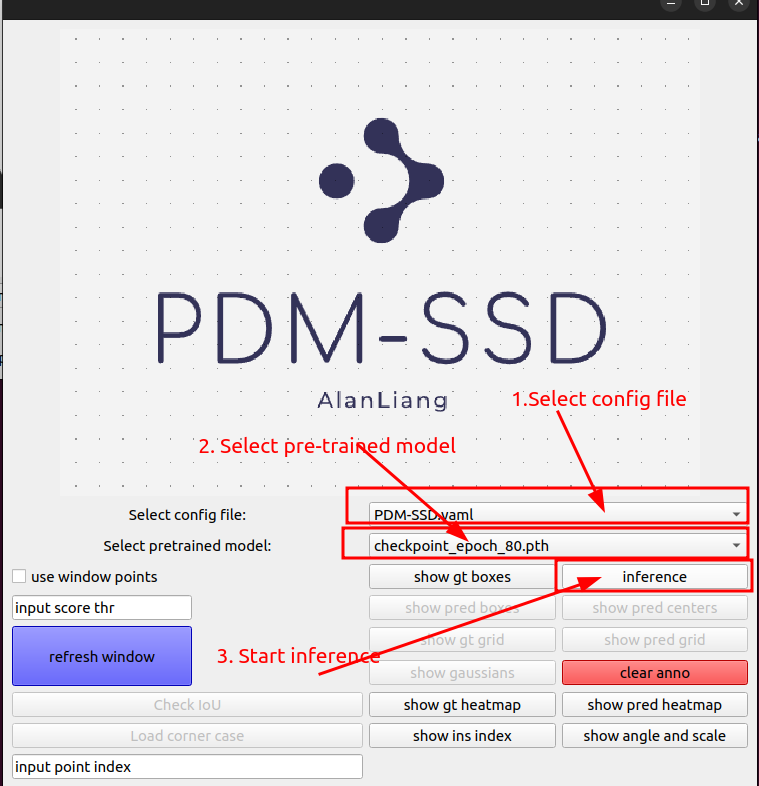 PDM-SSD
AlanLiang
1.Select config file
2. Select pre-trained model
Select config file:
PDM-SSD.yaml
Select pretrained model:
checkpoint_epoch_80.pth
use window points
show gt boxes
inference
input score thr
show pred boxes
show pred centers
refresh window
3. Start inference
show gt grid
show pred grid
show gaussians
clear anno
Check IoU
show gt heatmap
show pred heatmap
Load corner case
show ins index
show angle and scale
input point index